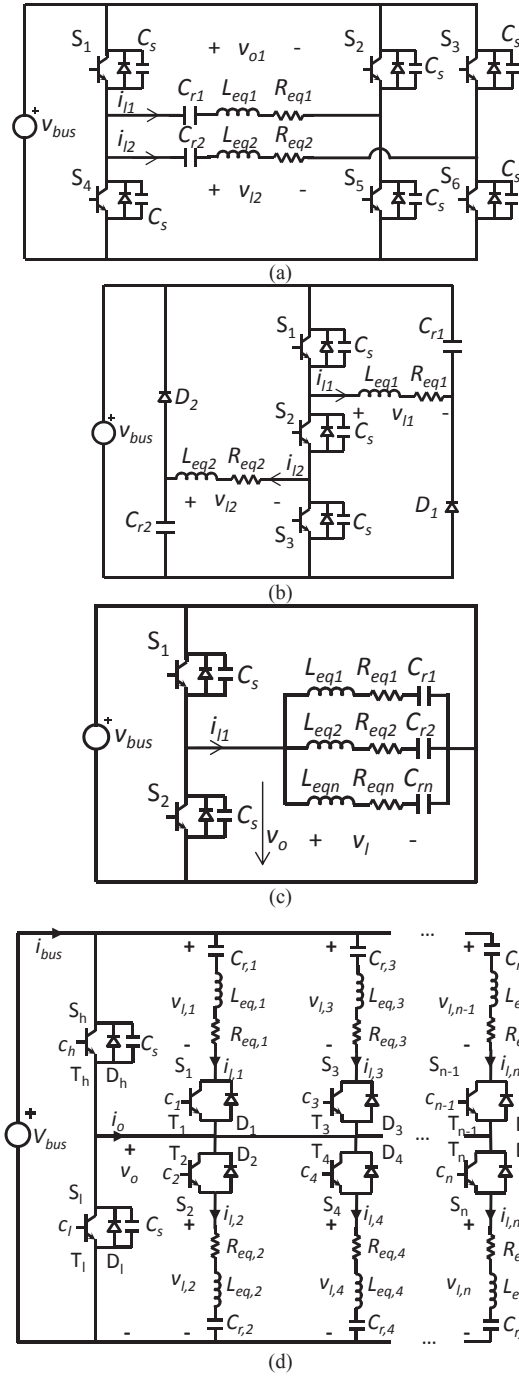 S1 Cs + vo1 - S2 S3 Cs
Cs
Cr1 Leq1 Req1
il1
+ vbus
il2 Cr2 Leq2 Req2
S4 + vl2 - S5 S6 Cs
Cs Cs
(a)
S1 Cr1
Cs
il1 Leq1 Req1
D2 S2 + vl1 -
+ vbus Cs
Leq2 Req2 il2
+ vl2 - D1
Cr2 S3 Cs
(b)
S1 Leq1 Req1 Cr1
Cs
il1 Leq2 Req2 Cr2
+ vbus
S2 Leqn Reqn Crn
Cs
vo + vl -
(c)
ibus + + ... +
Cr,1 Cr,3
Sh vl,1 Leq,1 vl,3 Leq,3 vl,n-1
ch Cs - Req,1 - Req,3 -
Th Dh S1 il,1 S3 il,3 Sn-1
c1 c3 cn-1
io T1 D1 T3 D3 ... Tn-1
+ Vbus + vo T2 D2 T4 D4 Tn
Sl c2 c4 cn
cl Cs S2 il,2 S4 il,4 Sn
Tl Dl + Req,2 + Req,4 +
vl,2 Leq,2 vl,4 Leq,4 vl,n
- - - Cr,2 - Cr,4 ... -
(d)